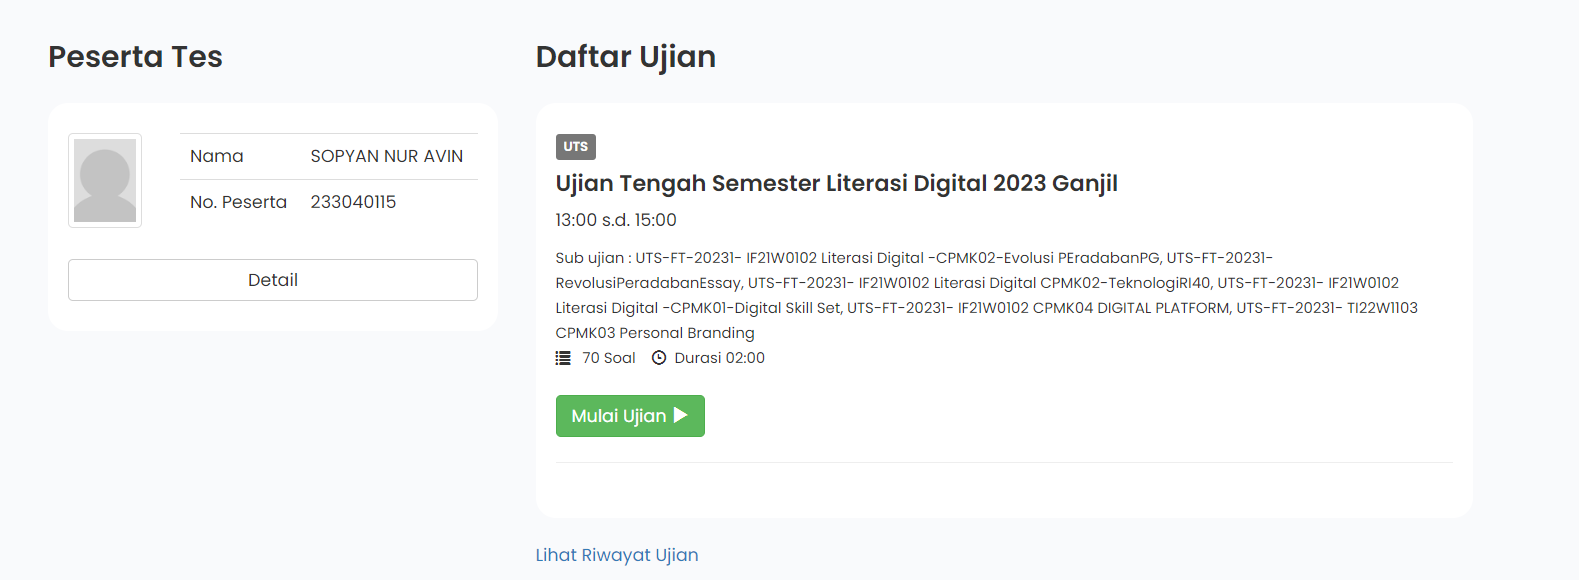 Peserta Tes
Nama SOPYAN NUR AVIN
No. Peserta 233040115
Detail
Daftar Ujian
UTS
Ujian Tengah Semester Literasi Digital 2023 Ganjil
13:00 s.d. 15:00
Sub ujian : UTS-FT-20231- IF21W0102 Literasi Digital -CPMK02-Evolusi PEradabanPG, UTS-FT-20231-
RevolusiPeradabanEssay, UTS-FT-20231- IF21W0102 Literasi Digital CPMK02-TeknologiRI40, UTS-FT-20231- IF21W0102
Literasi Digital -CPMK01-Digital Skill Set, UTS-FT-20231- IF21W0102 CPMK04 DIGITAL PLATFORM, UTS-FT-20231- TI22W1103
CPMK03 Personal Branding
70 Soal Durasi 02:00
Mulai Ujian
Lihat Riwayat Ujian